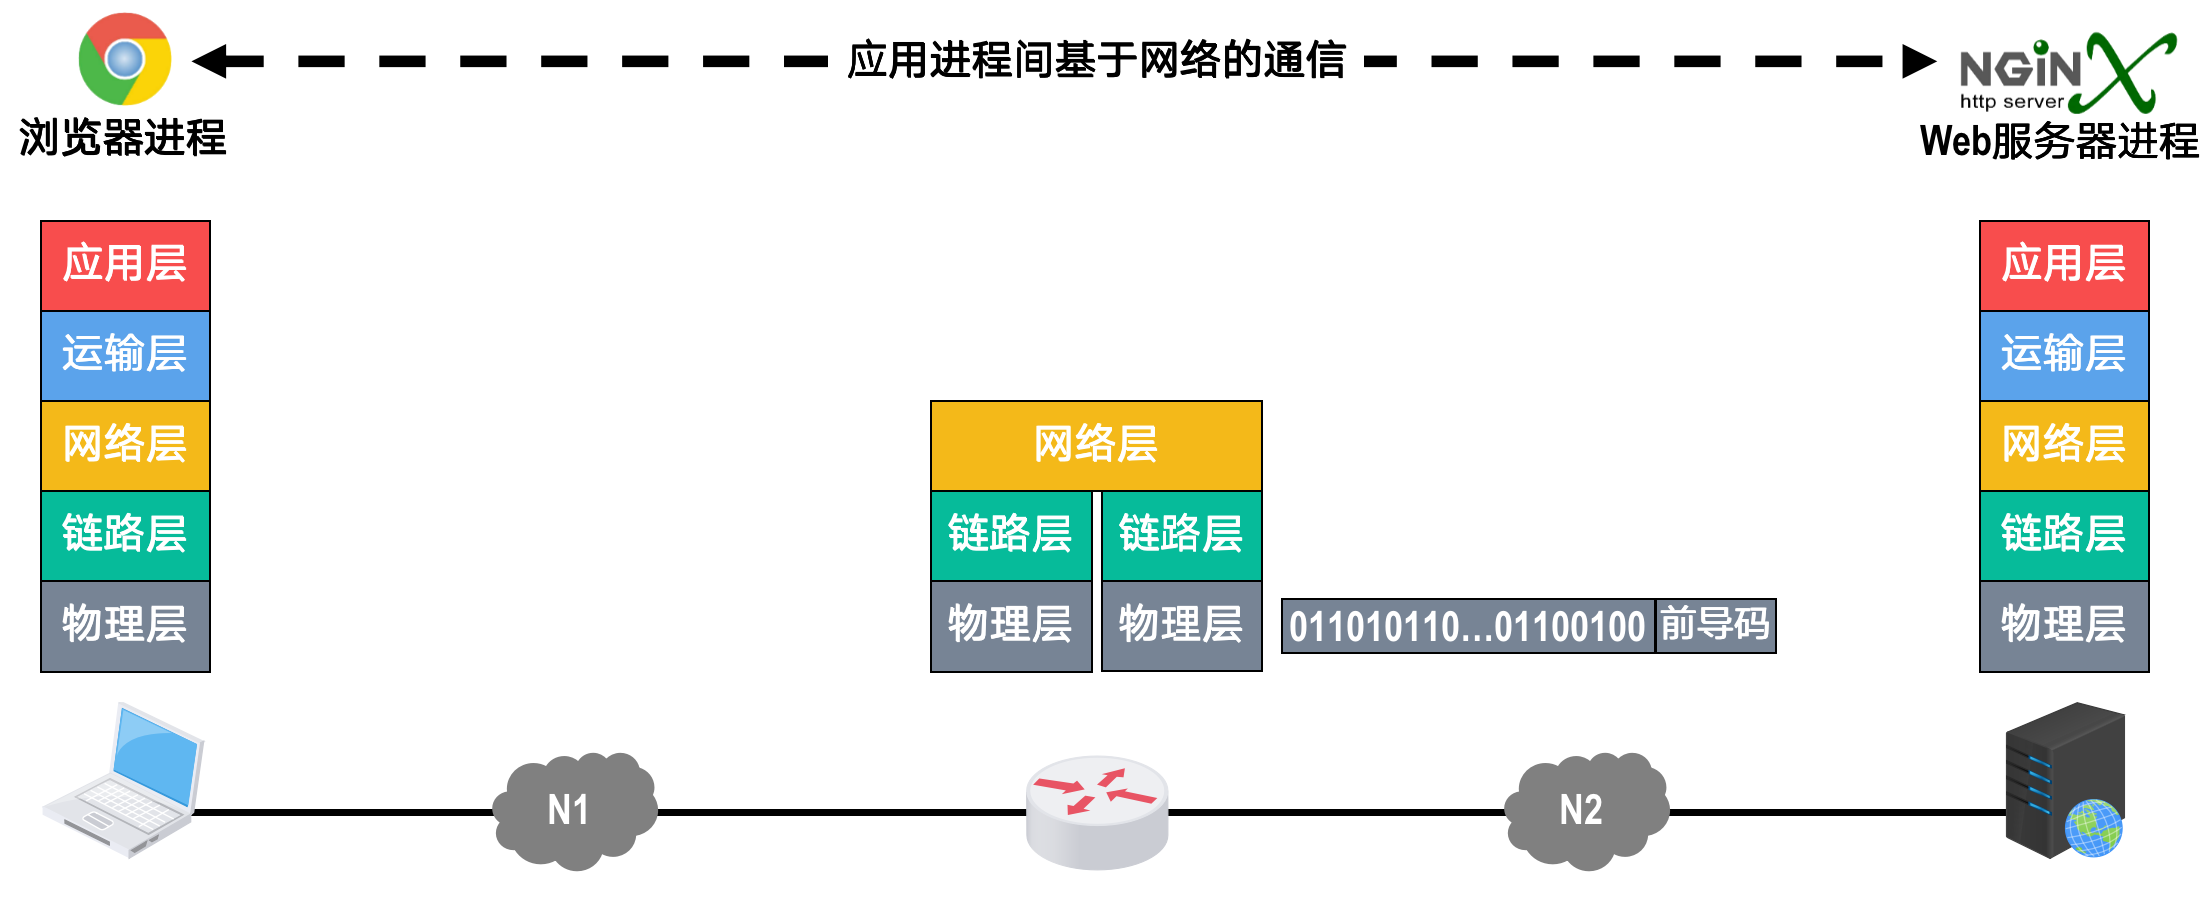 应用进程间基于网络的通信
NGiNX
http server
浏览器进程
Web服务器进程
应用层
运输层
网络层
链路层
物理层
网络层
链路层 链路层
物理层 物理层
011010110...01100100 前导码
应用层
运输层
网络层
链路层
物理层
N1
N2